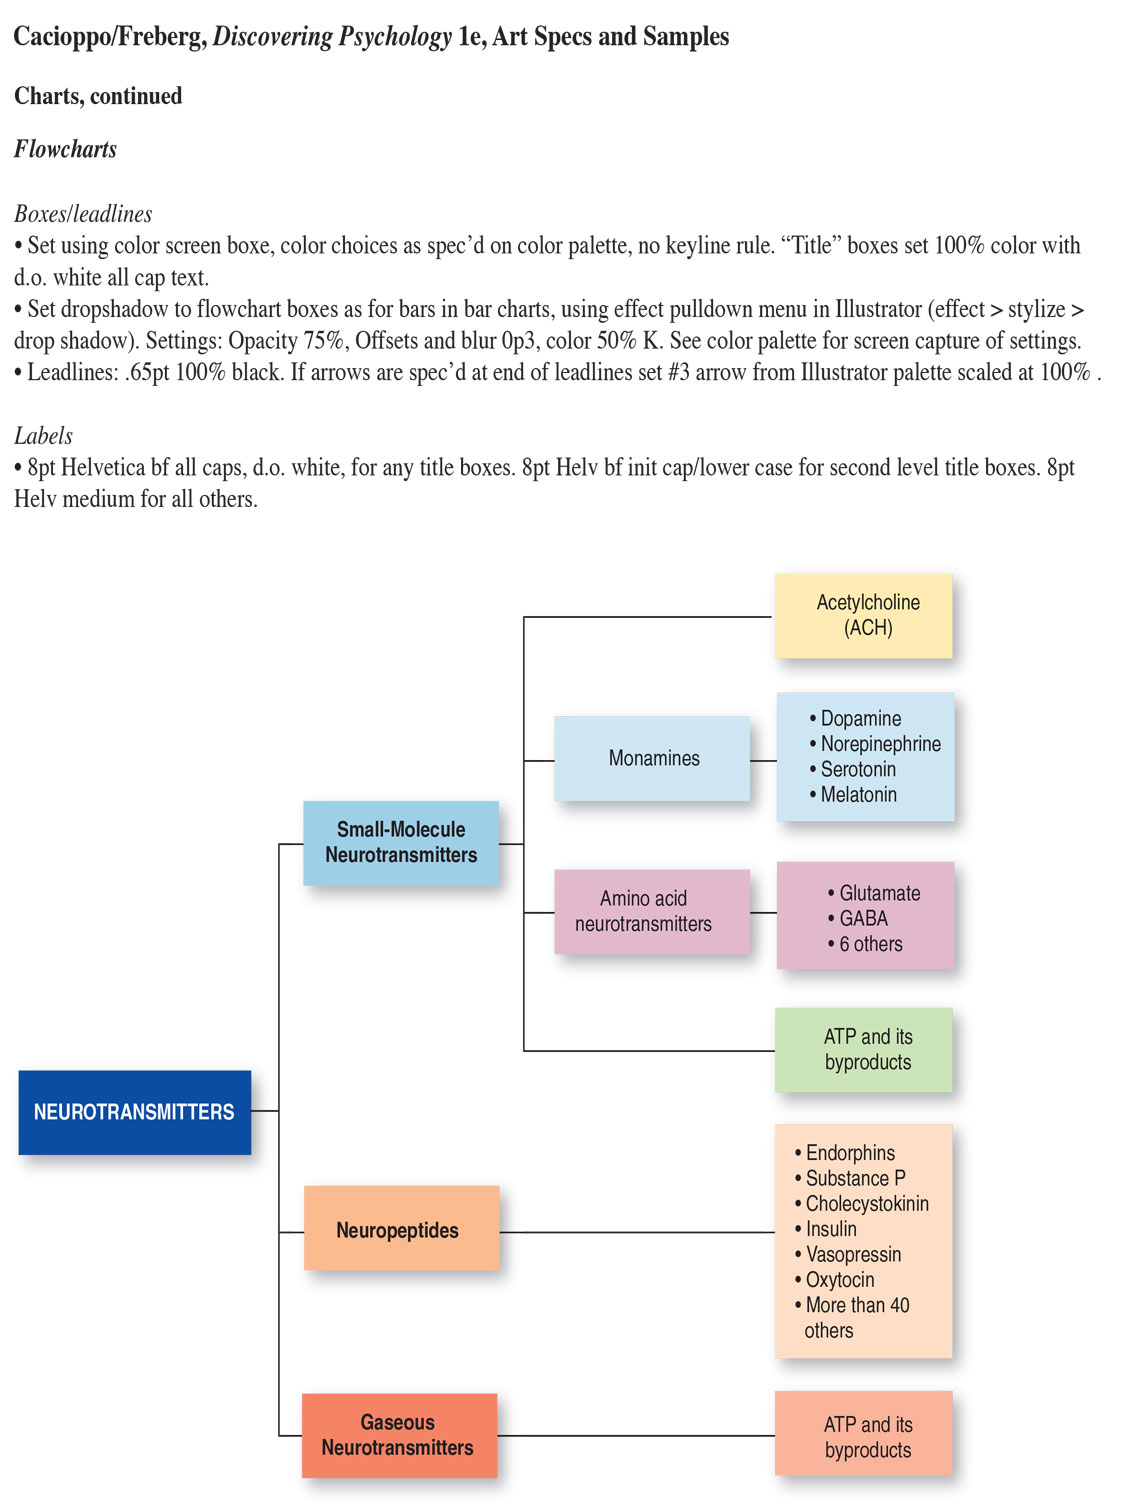 Cacioppo/Freberg, Discovering Psychology 1e, Art Specs and Samples
Charts, continued
Flowcharts
Boxes/leadlines
• Set using color screen boxe, color choices as spec’d on color palette, no keyline rule. “Title” boxes set 100% color with
d.o. white all cap text.
• Set dropshadow to flowchart boxes as for bars in bar charts, using effect pulldown menu in Illustrator (effect > stylize >
drop shadow). Settings: Opacity 75%, Offsets and blur 0p3, color 50% K. See color palette for screen capture of settings.
• Leadlines: .65pt 100% black. If arrows are spec’d at end of leadlines set #3 arrow from Illustrator palette scaled at 100% .
Labels
• 8pt Helvetica bf all caps, d.o. white, for any title boxes. 8pt Helv bf init cap/lower case for second level title boxes. 8pt
Helv medium for all others.
NEUROTRANSMITTERS
Small-Molecule
Neurotransmitters
Acetylcholine
(ACH)
Monamines
• Dopamine
• Norepinephrine
• Serotonin
• Melatonin
Amino acid
neurotransmitters
• Glutamate
• GABA
• 6 others
ATP and its
byproducts
Neuropeptides
• Endorphins
• Substance P
• Cholecystokinin
• Insulin
• Vasopressin
• Oxytocin
• More than 40
others
Gaseous
Neurotransmitters
ATP and its
byproducts